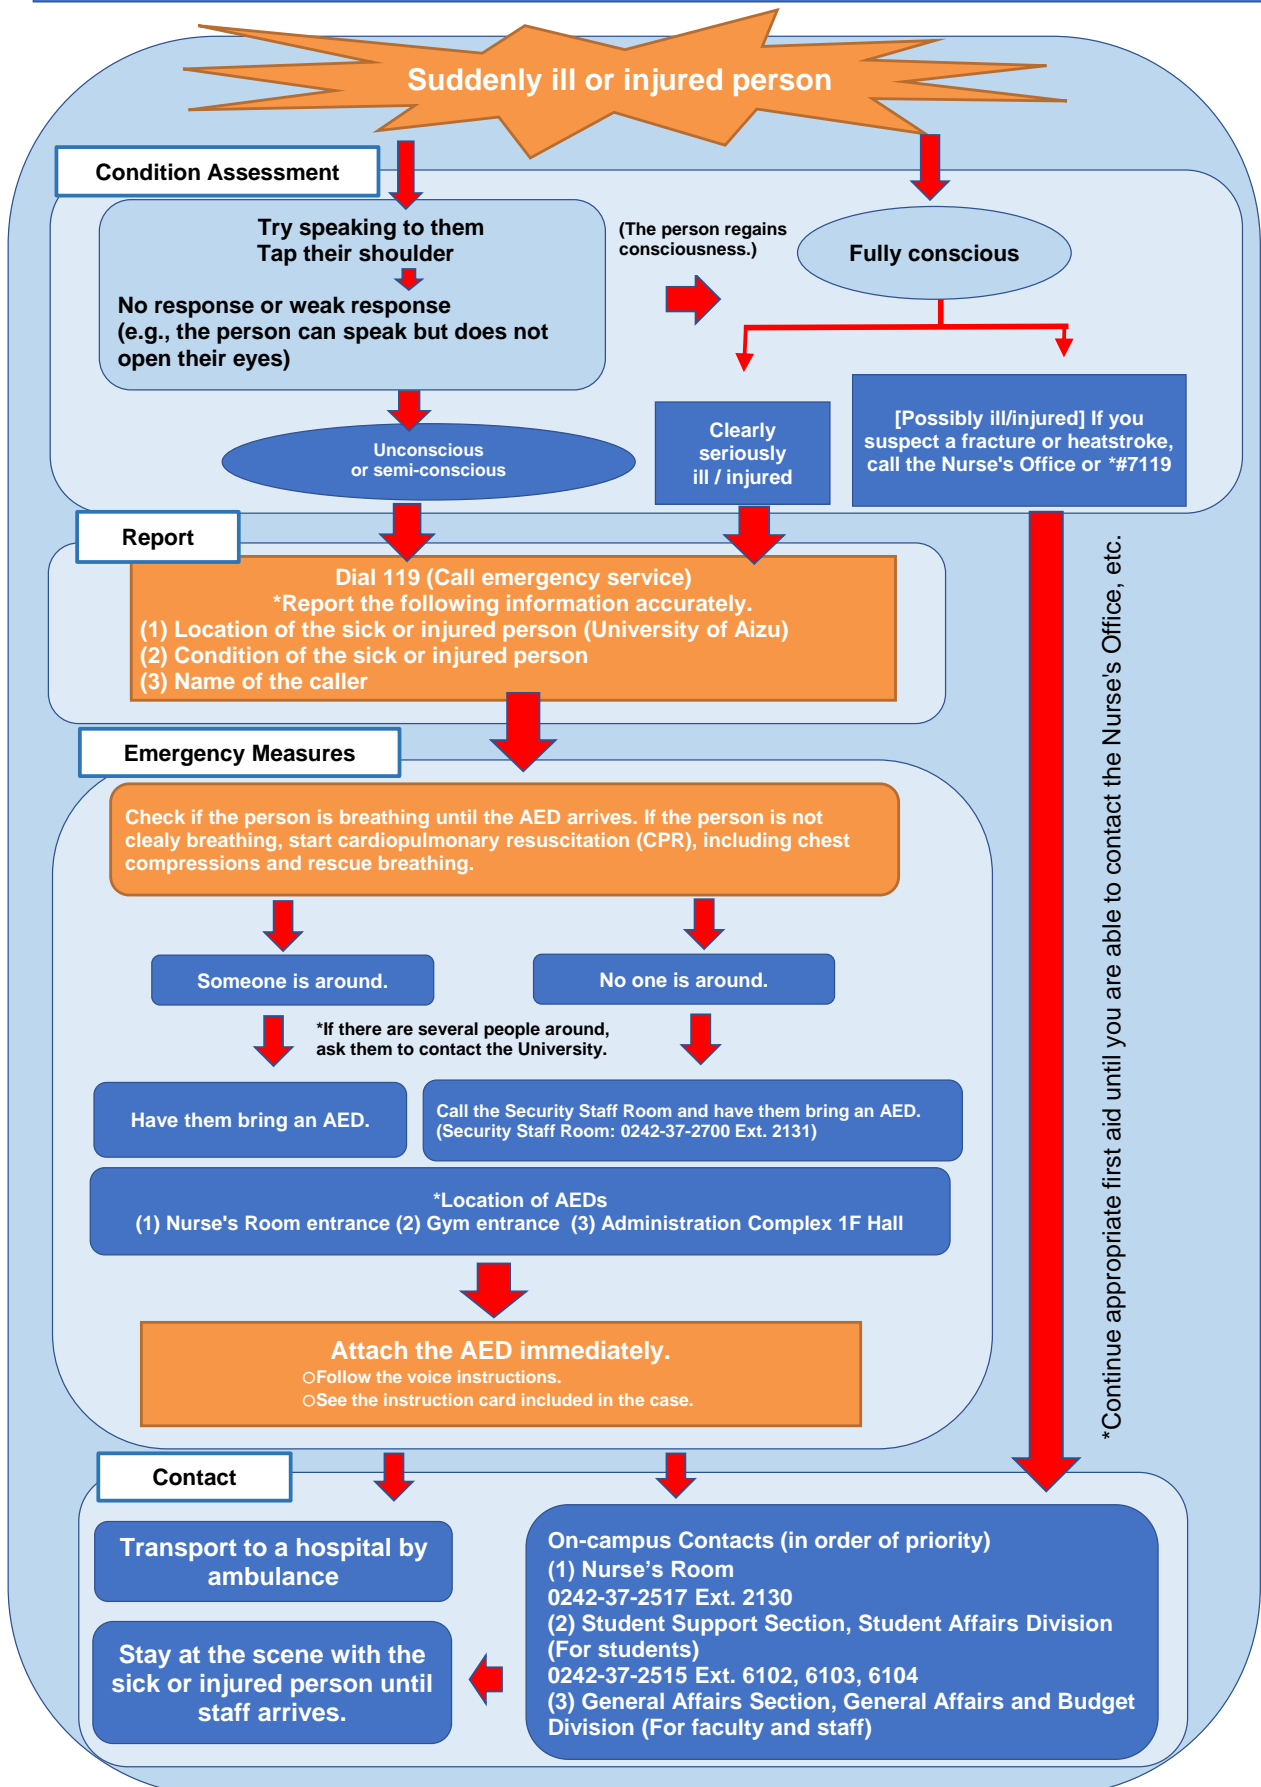 Suddenly ill or injured person
Condition Assessment
Try speaking to them
Tap their shoulder
No response or weak response
(e.g., the person can speak but does not
open their eyes)
(The person regains
consciousness.)
Fully conscious
Unconscious
or semi-conscious
Clearly
seriously
ill / injured
[Possibly ill/injured] If you
suspect a fracture or heatstroke,
call the Nurse's Office or *#7119
Report
Dial 119 (Call emergency service)
*Report the following information accurately.
(1) Location of the sick or injured person (University of Aizu)
(2) Condition of the sick or injured person
(3) Name of the caller
*Continue appropriate first aid until you are able to contact the Nurse's Office, etc.
Emergency Measures
Check if the person is breathing until the AED arrives. If the person is not
clealy breathing, start cardiopulmonary resuscitation (CPR), including chest
compressions and rescue breathing.
Someone is around.
No one is around.
*If there are several people around,
ask them to contact the University.
Have them bring an AED.
Call the Security Staff Room and have them bring an AED.
(Security Staff Room: 0242-37-2700 Ext. 2131)
*Location of AEDs
(1) Nurse's Room entrance (2) Gym entrance (3) Administration Complex 1F Hall
Attach the AED immediately.
○Follow the voice instructions.
○See the instruction card included in the case.
Contact
Transport to a hospital by
ambulance
Stay at the scene with the
sick or injured person until
staff arrives.
On-campus Contacts (in order of priority)
(1) Nurse’s Room
0242-37-2517 Ext. 2130
(2) Student Support Section, Student Affairs Division
(For students)
0242-37-2515 Ext. 6102, 6103, 6104
(3) General Affairs Section, General Affairs and Budget
Division (For faculty and staff)